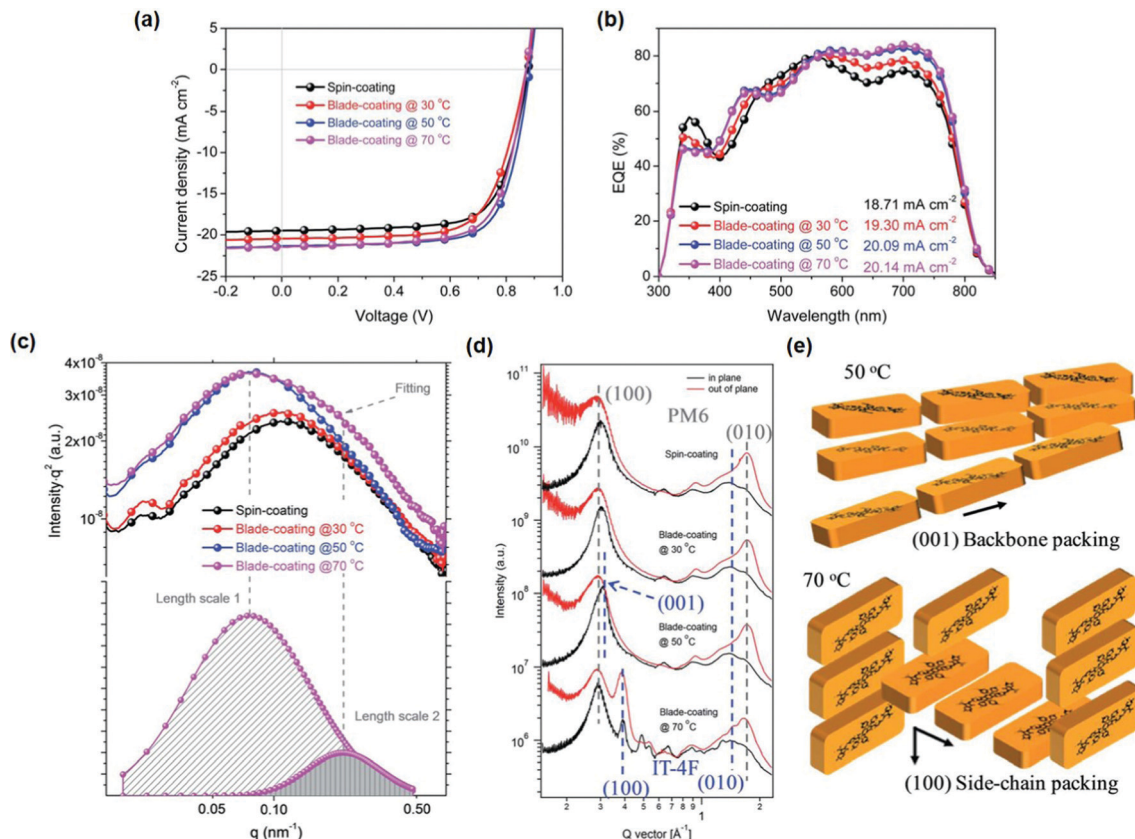 (a)
Current density (mA cm-2)
5
0
-5
-10
-15
-20
-25
Spin-coating
Blade-coating @ 30 °C
Blade-coating @ 50 °C
Blade-coating @ 70 °C
-0.2 0.0 0.2 0.4 0.6 0.8 1.0
Voltage (V)
(b)
EQE (%)
80
60
40
20
0
Spin-coating 18.71 mA cm-2
Blade-coating @ 30 °C 19.30 mA cm-2
Blade-coating @ 50 °C 20.09 mA cm-2
Blade-coating @ 70 °C 20.14 mA cm-2
300 400 500 600 700 800
Wavelength (nm)
(c)
Intensity·q2 (a.u.)
4x10-8
2x10-8
10-8
Fitting
Spin-coating
Blade-coating @30 °C
Blade-coating @50 °C
Blade-coating @70 °C
Length scale 1
Length scale 2
0.05 0.10 0.50
q (nm-1)
(d)
Intensity (a.u.)
1011
1010
109
108
107
106
in plane
out of plane
(100)
PM6
(010)
Spin-coating
Blade-coating
@ 30 °C
(001)
Blade-coating
@ 50 °C
Blade-coating
@ 70 °C
IT-4F
(100)
(010)
2 3 4 5 6 7 8 1 2
Q vector [Å-1]
(e)
50 °C
(001) Backbone packing
70 °C
(100) Side-chain packing